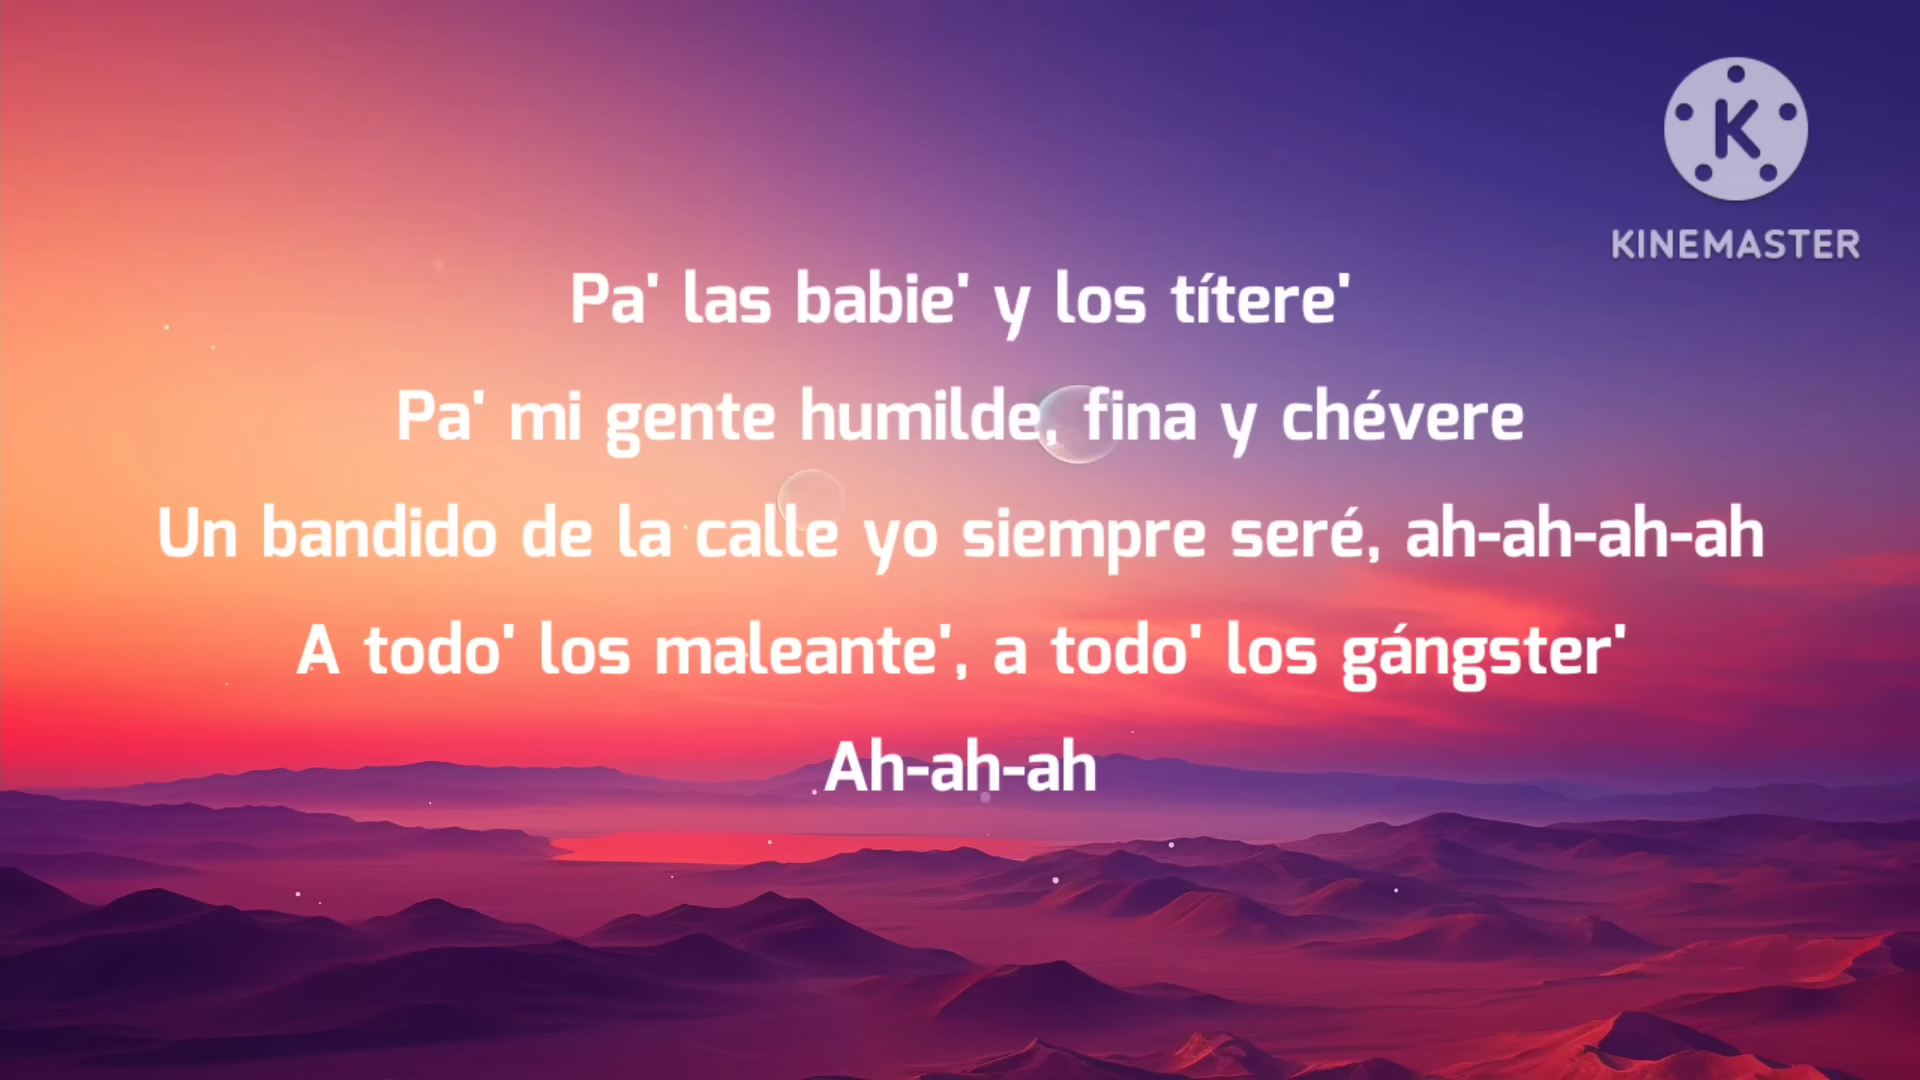 KINEMASTER
Pa' las babie' y los títere'
Pa' mi gente humilde, fina y chévere
Un bandido de la calle yo siempre seré, ah-ah-ah-ah
A todo' los maleante', a todo' los gángster'
Ah-ah-ah